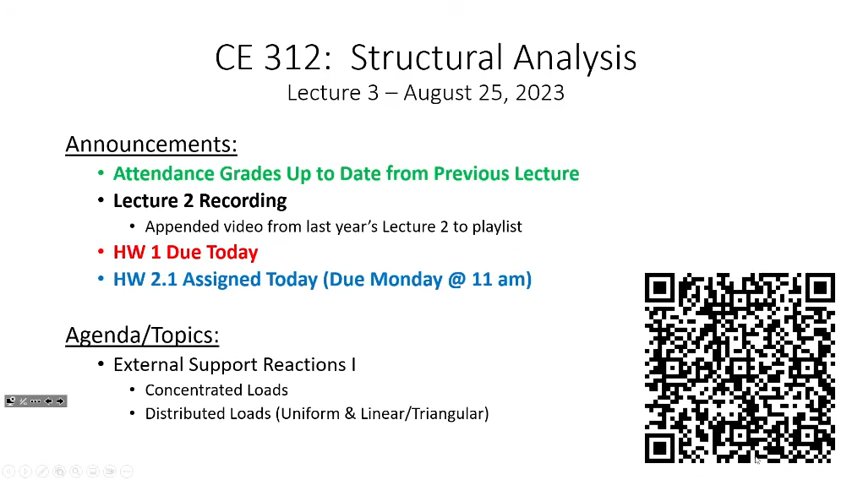 CE 312: Structural Analysis
Lecture 3 – August 25, 2023
Announcements:
• Attendance Grades Up to Date from Previous Lecture
• Lecture 2 Recording
• Appended video from last year's Lecture 2 to playlist
• HW 1 Due Today
• HW 2.1 Assigned Today (Due Monday @ 11 am)
Agenda/Topics:
• External Support Reactions I
• Concentrated Loads
• Distributed Loads (Uniform & Linear/Triangular)